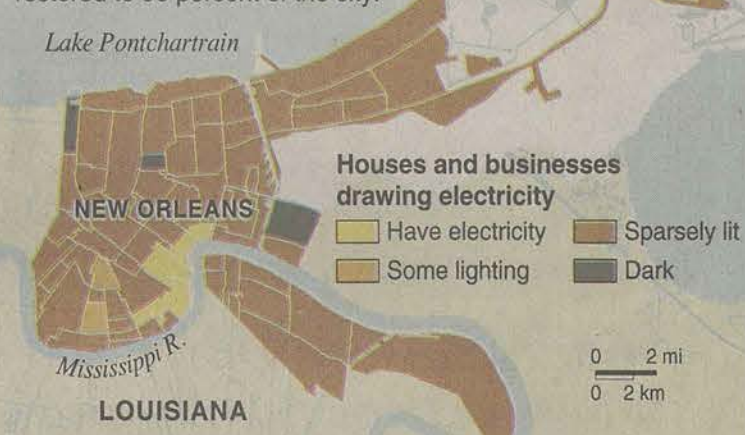 Lake Pontchartrain
NEW ORLEANS
Houses and businesses
drawing electricity
Have electricity
Sparsely lit
Some lighting
Dark
Mississippi R.
0 2 mi
0 2 km
LOUISIANA